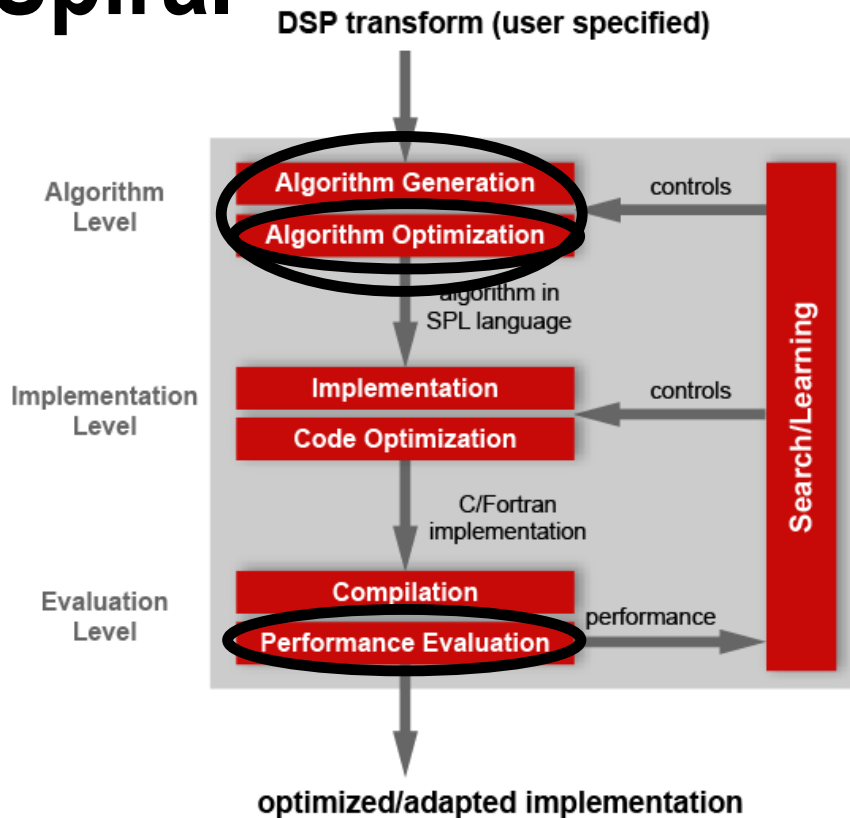 Spiral
DSP transform (user specified)
Algorithm
Level
Algorithm Generation
Algorithm Optimization
controls
algorithm in
SPL language
Implementation
Level
Implementation
Code Optimization
controls
Search/Learning
C/Fortran
implementation
Evaluation
Level
Compilation
Performance Evaluation
performance
optimized/adapted implementation